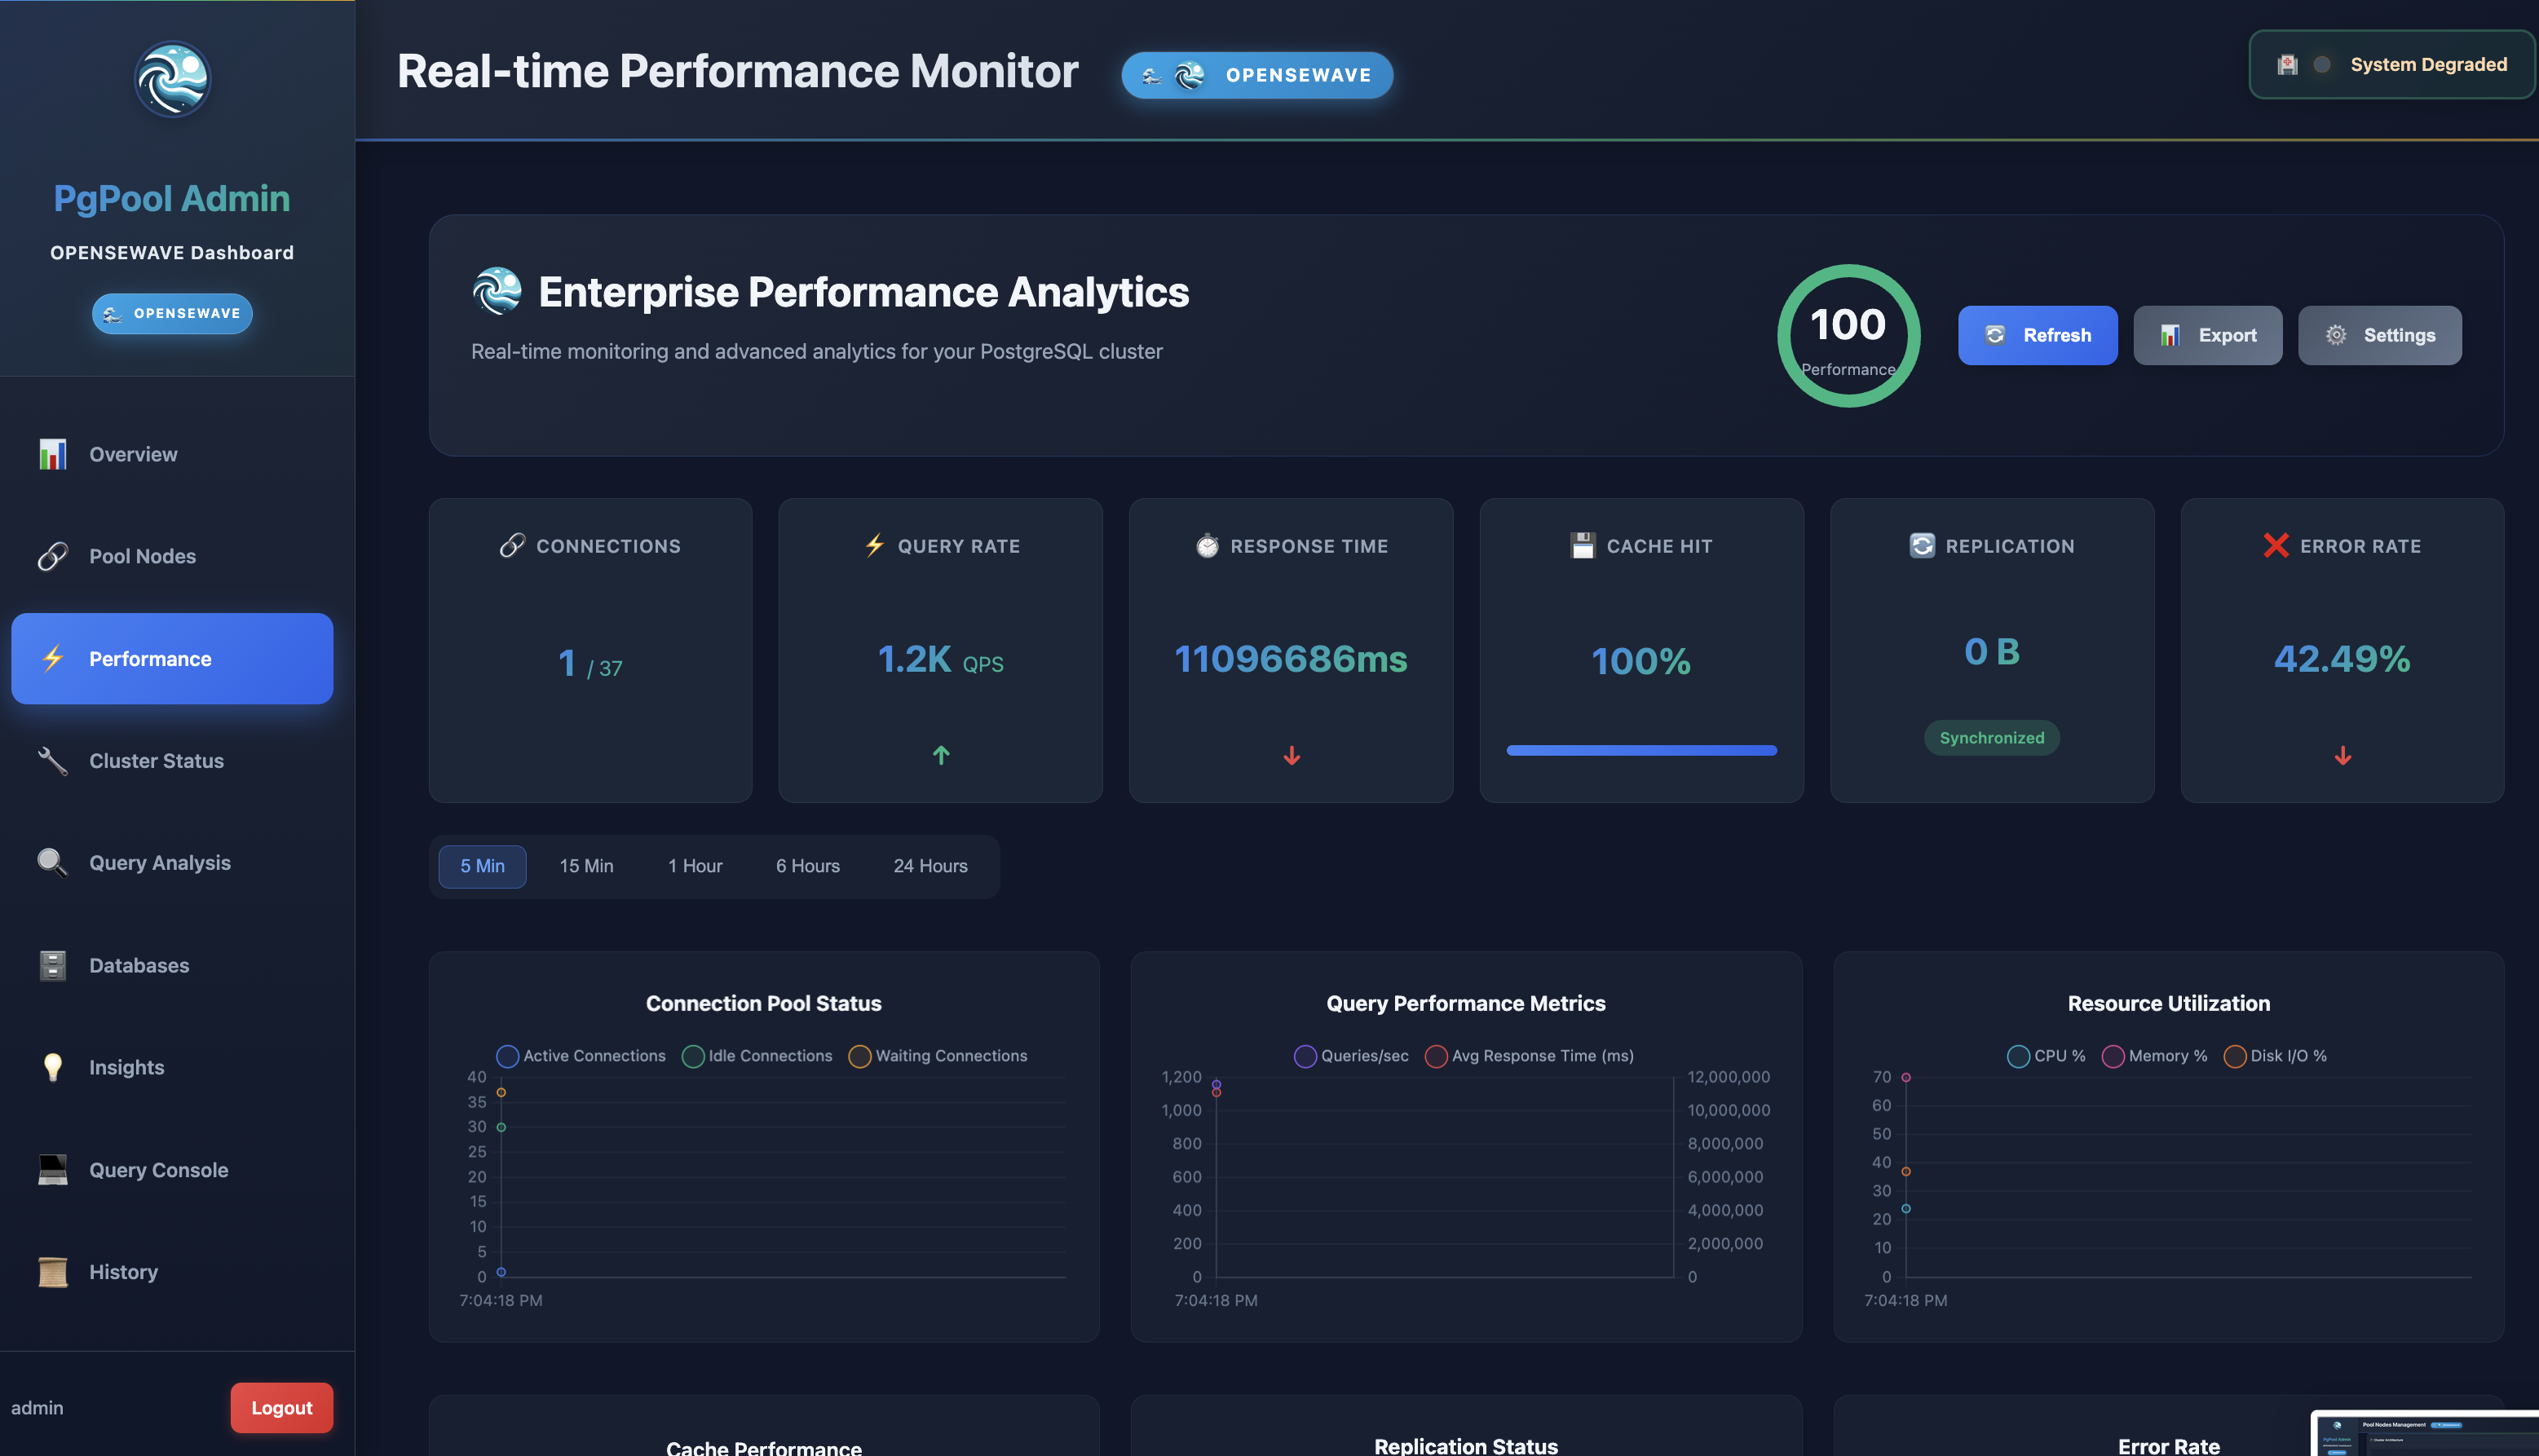 PgPool Admin
OPENSEWAVE Dashboard
OPENSEWAVE
Overview
Pool Nodes
Performance
Cluster Status
Query Analysis
Databases
Insights
Query Console
History
admin
Logout
Real-time Performance Monitor
OPENSEWAVE
System Degraded
Enterprise Performance Analytics
Real-time monitoring and advanced analytics for your PostgreSQL cluster
100
Performance
Refresh
Export
Settings
CONNECTIONS
1 / 37
QUERY RATE
1.2K QPS
↑
RESPONSE TIME
11096686ms
↓
CACHE HIT
100%
REPLICATION
0 B
Synchronized
ERROR RATE
42.49%
↓
5 Min
15 Min
1 Hour
6 Hours
24 Hours
Connection Pool Status
Active Connections
Idle Connections
Waiting Connections
40
35
30
25
20
15
10
5
0
7:04:18 PM
Query Performance Metrics
Queries/sec
Avg Response Time (ms)
1,200
1,000
800
600
400
200
0
12,000,000
10,000,000
8,000,000
6,000,000
4,000,000
2,000,000
0
7:04:18 PM
Resource Utilization
CPU %
Memory %
Disk I/O %
70
60
50
40
30
20
10
0
7:04:18 PM
Cache Performance
Replication Status
Error Rate
Pool Nodes Management
PgPool Admin